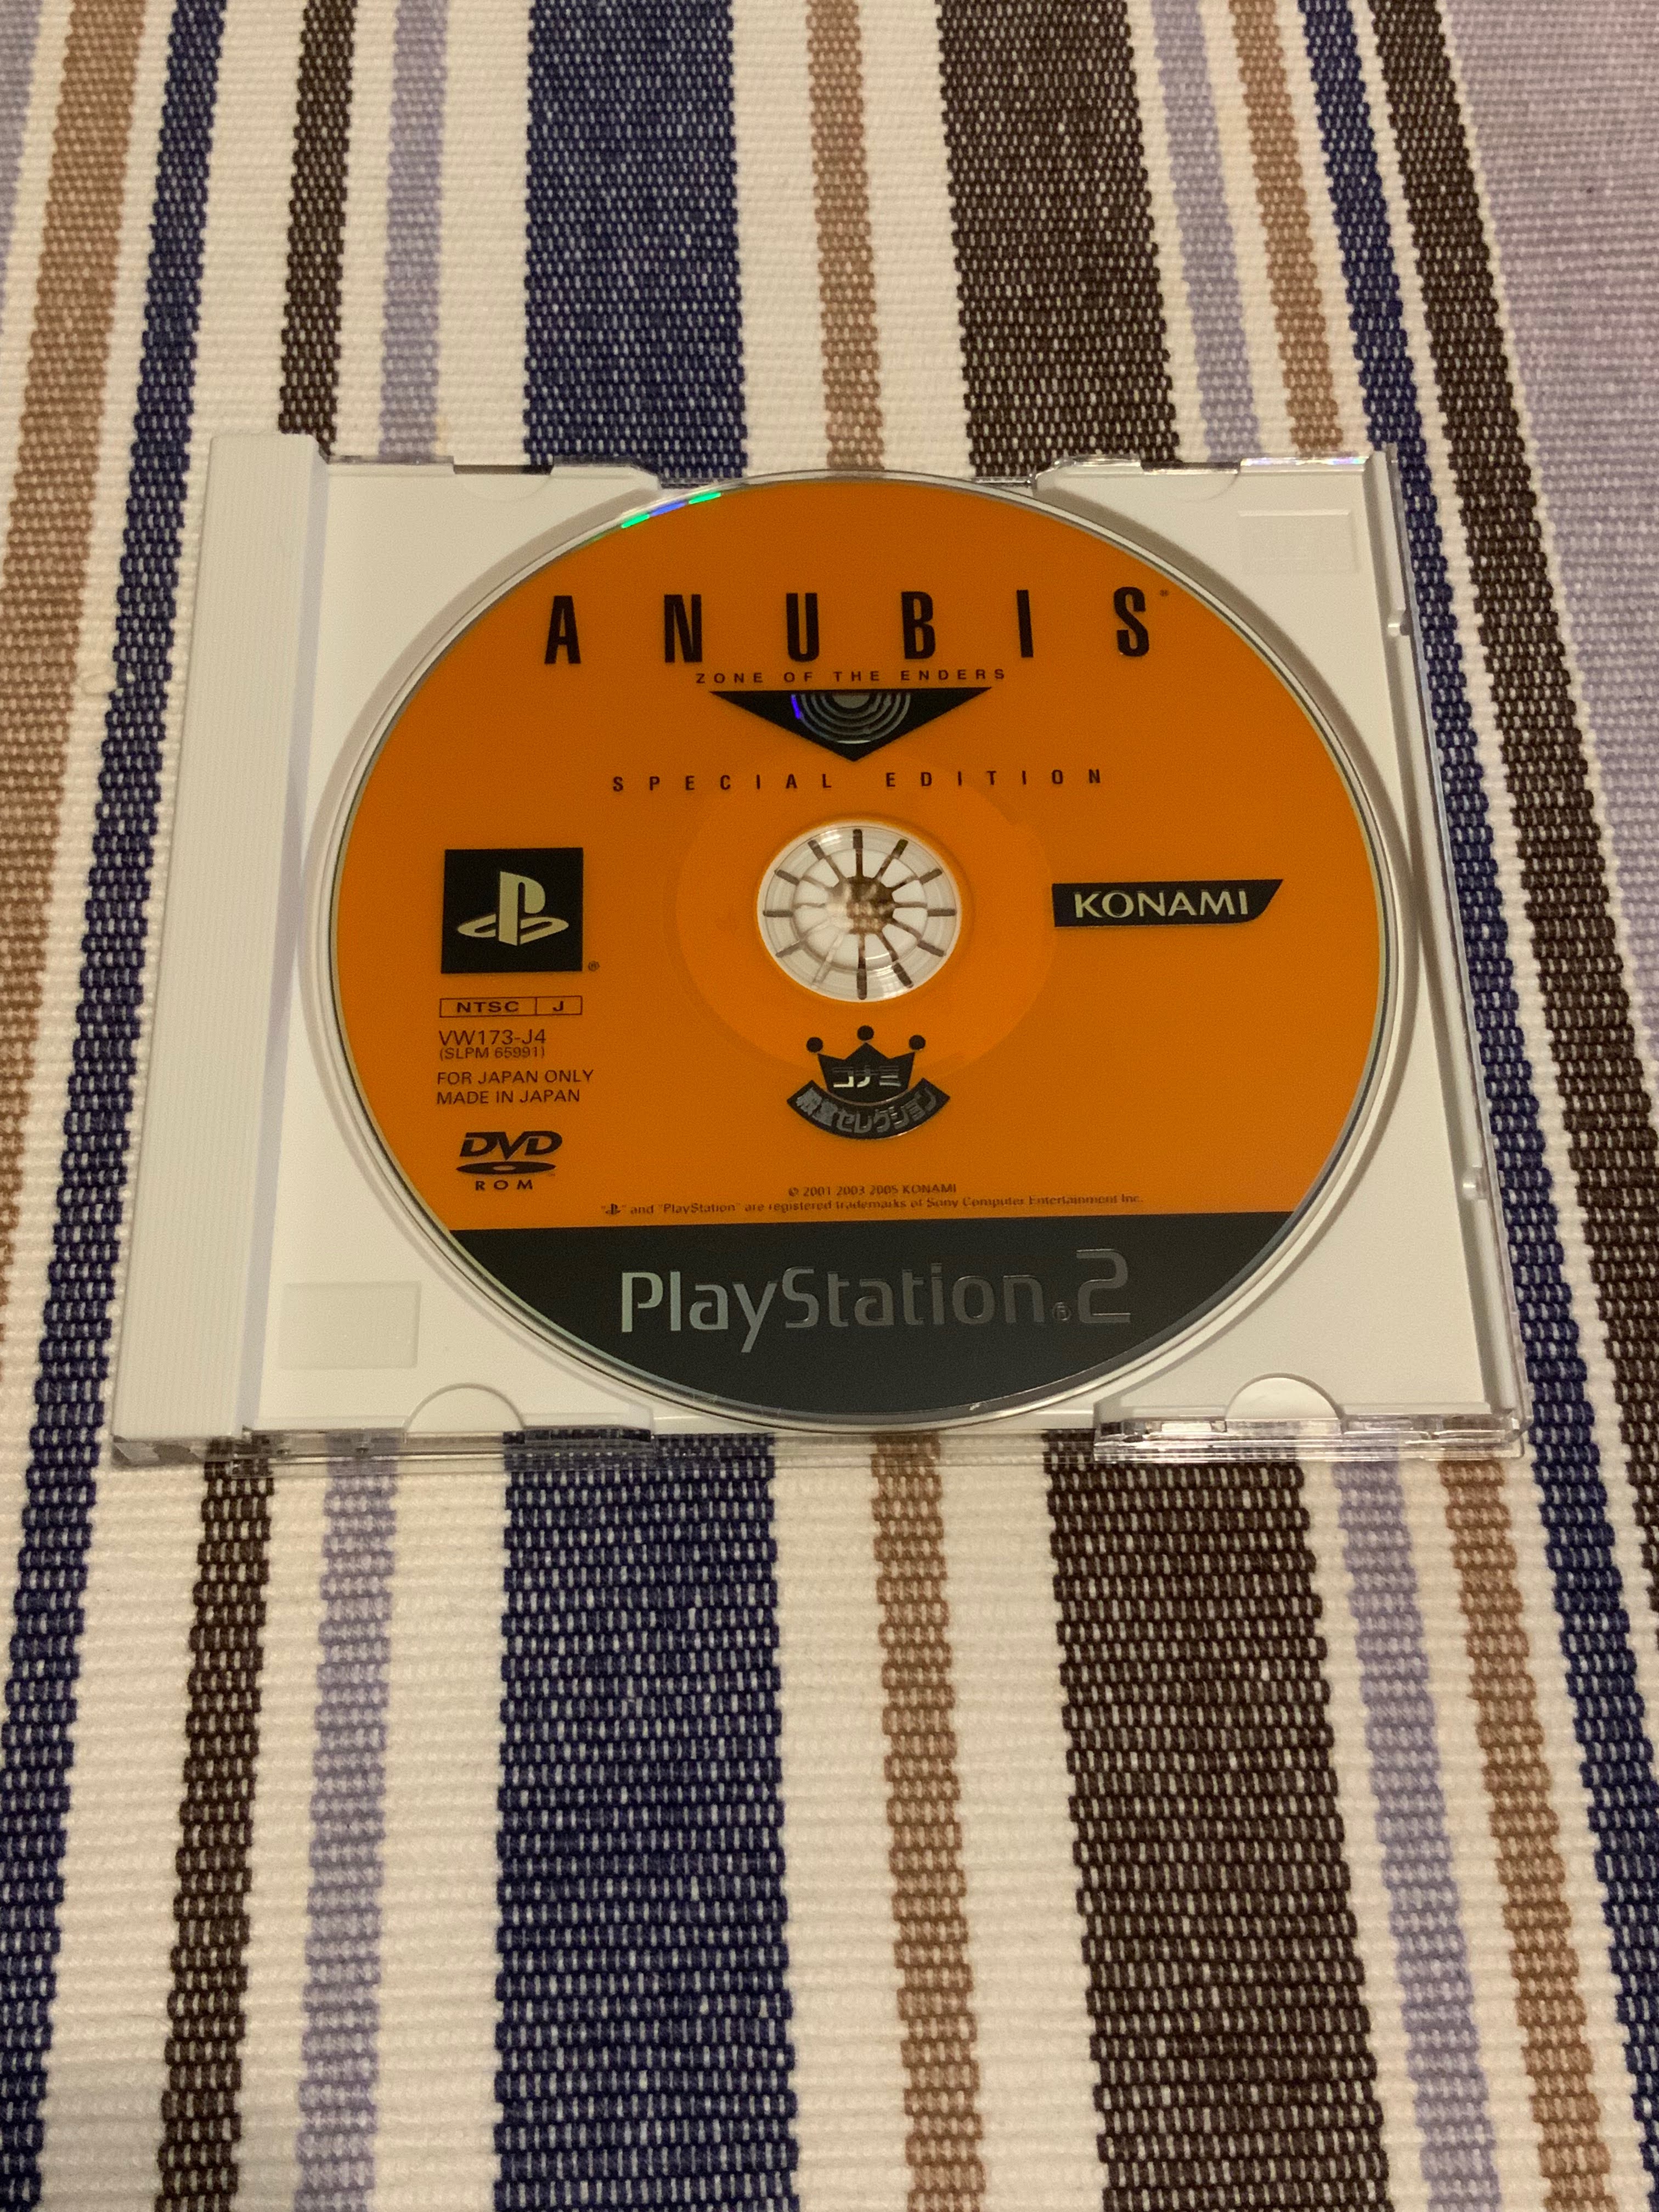 ANUBIS
ZONE OF THE ENDERS
SPECIAL EDITION
KONAMI
NTSC J
VW173-J4
(SLPM 65991)
FOR JAPAN ONLY
MADE IN JAPAN
DVD
ROM
コナミ
殿堂セレクション
© 2001 2003 2005 KONAMI
" " and "PlayStation" are registered trademarks of Sony Computer Entertainment Inc.
PlayStation®2